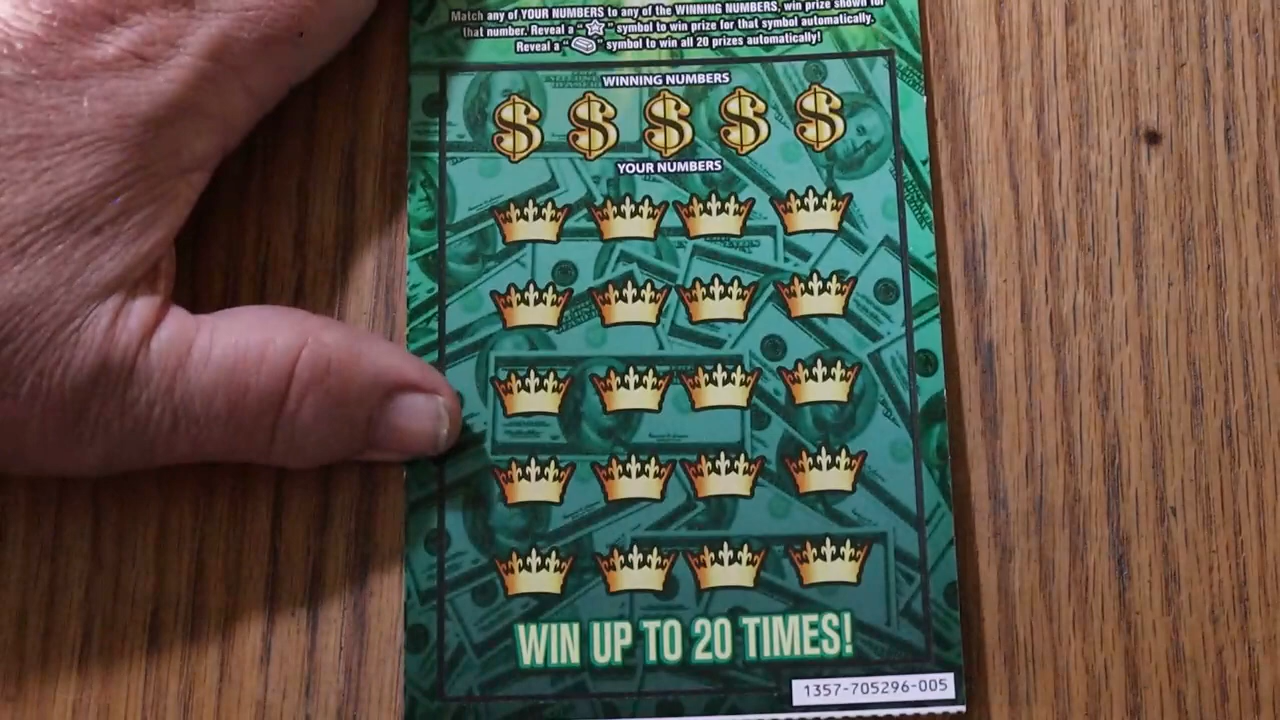 Match any of YOUR NUMBERS to any of the WINNING NUMBERS, win prize shown for
that number. Reveal a "⭐" symbol to win prize for that symbol automatically.
Reveal a " " symbol to win all 20 prizes automatically!
WINNING NUMBERS
$ $ $ $ $
YOUR NUMBERS
WIN UP TO 20 TIMES!
1357-705296-005